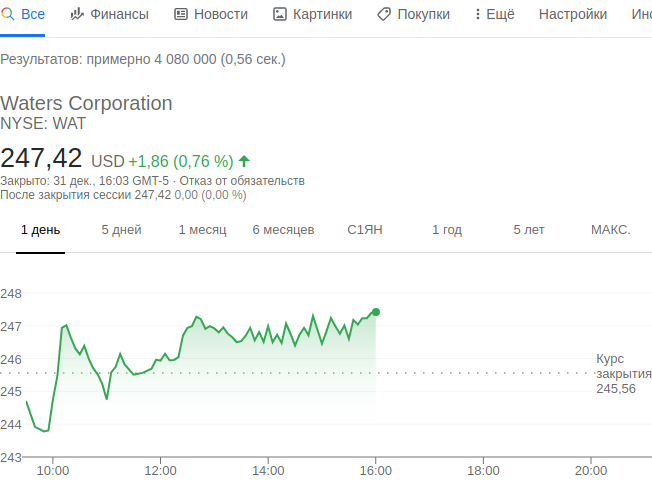 Все Финансы Новости Картинки Покупки Ещё Настройки Инс
Результатов: примерно 4 080 000 (0,56 сек.)
Waters Corporation
NYSE: WAT
247,42 USD +1,86 (0,76 %)
Закрыто: 31 дек., 16:03 GMT-5 · Отказ от обязательств
После закрытия сессии 247,42 0,00 (0,00 %)
1 день 5 дней 1 месяц 6 месяцев С1ЯН 1 год 5 лет МАКС.
248
247
246
Курс
закрытия
245,56
245
244
243
10:00 12:00 14:00 16:00 18:00 20:00